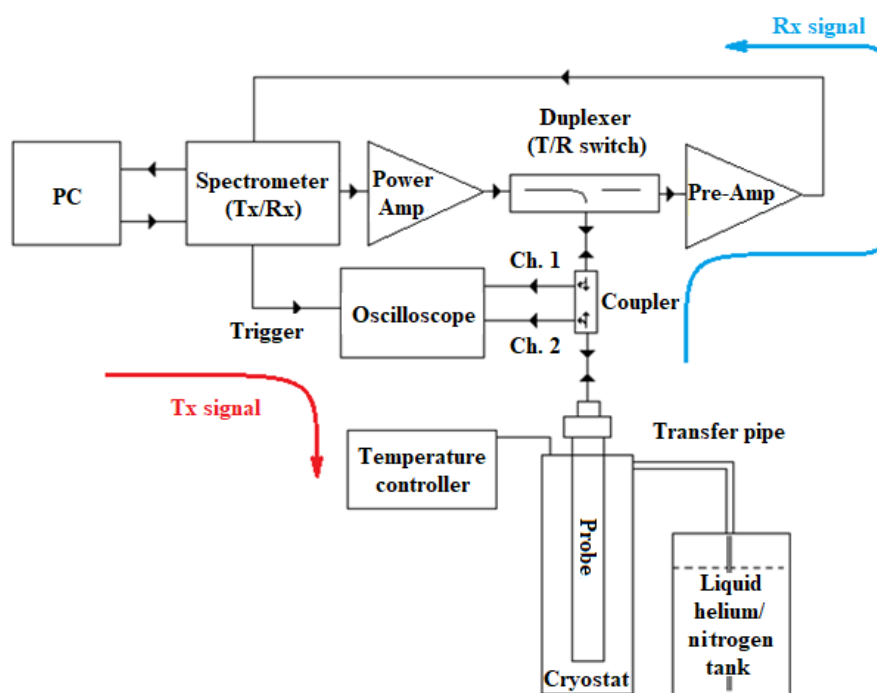 Rx signal
Duplexer
(T/R switch)
PC
Spectrometer
(Tx/Rx)
Power
Amp
Pre-Amp
Ch. 1
Coupler
Oscilloscope
Trigger
Ch. 2
Tx signal
Transfer pipe
Temperature
controller
Probe
Liquid
helium/
nitrogen
tank
Cryostat